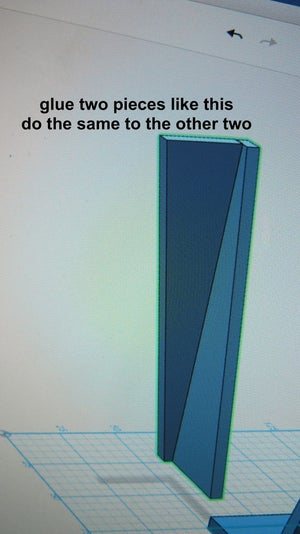 glue two pieces like this
do the same to the other two